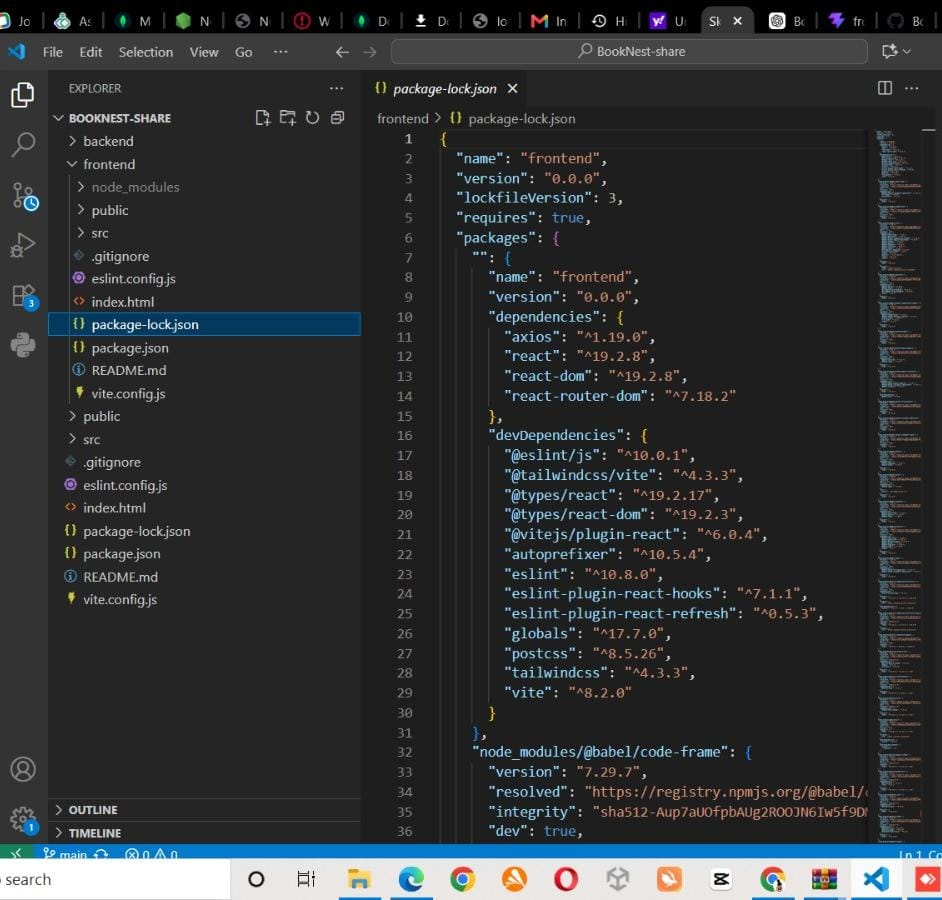 Jo
As
M
N
N
W
D
D
Io
In
Hi
U
Sk
Bo
fr
Bo
File Edit Selection View Go ···
BookNest-share
EXPLORER
package-lock.json
BOOKNEST-SHARE
frontend > package-lock.json
backend
frontend
node_modules
public
src
.gitignore
eslint.config.js
index.html
package-lock.json
package.json
README.md
vite.config.js
public
src
.gitignore
eslint.config.js
index.html
package-lock.json
package.json
README.md
vite.config.js
3
OUTLINE
1
TIMELINE
1 {
2 "name": "frontend",
3 "version": "0.0.0",
4 "lockfileVersion": 3,
5 "requires": true,
6 "packages": {
7 "": {
8 "name": "frontend",
9 "version": "0.0.0",
10 "dependencies": {
11 "axios": "^1.19.0",
12 "react": "^19.2.8",
13 "react-dom": "^19.2.8",
14 "react-router-dom": "^7.18.2"
15 },
16 "devDependencies": {
17 "@eslint/js": "^10.0.1",
18 "@tailwindcss/vite": "^4.3.3",
19 "@types/react": "^19.2.17",
20 "@types/react-dom": "^19.2.3",
21 "@vitejs/plugin-react": "^6.0.4",
22 "autoprefixer": "^10.5.4",
23 "eslint": "^10.8.0",
24 "eslint-plugin-react-hooks": "^7.1.1",
25 "eslint-plugin-react-refresh": "^0.5.3",
26 "globals": "^17.7.0",
27 "postcss": "^8.5.26",
28 "tailwindcss": "^4.3.3",
29 "vite": "^8.2.0"
30 }
31 },
32 "node_modules/@babel/code-frame": {
33 "version": "7.29.7",
34 "resolved": "https://registry.npmjs.org/@babel/
35 "integrity":
36 "dev": true,
main 0 0 Ln 1, Co
search